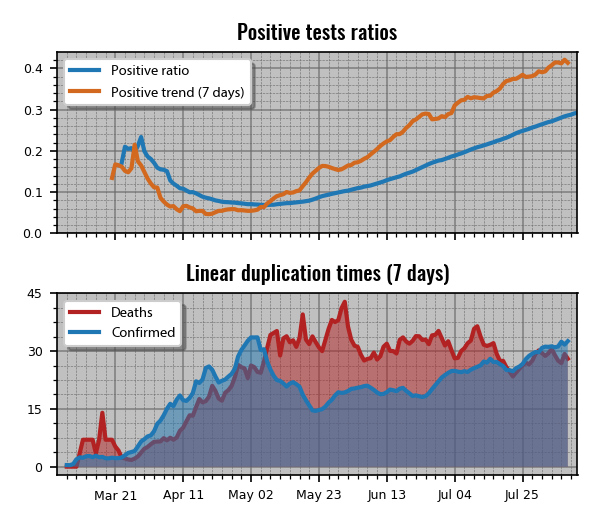 Positive tests ratios
0.4
0.3
0.2
0.1
0.0
Positive ratio
Positive trend (7 days)
Linear duplication times (7 days)
45
30
15
0
Deaths
Confirmed
Mar 21 Apr 11 May 02 May 23 Jun 13 Jul 04 Jul 25